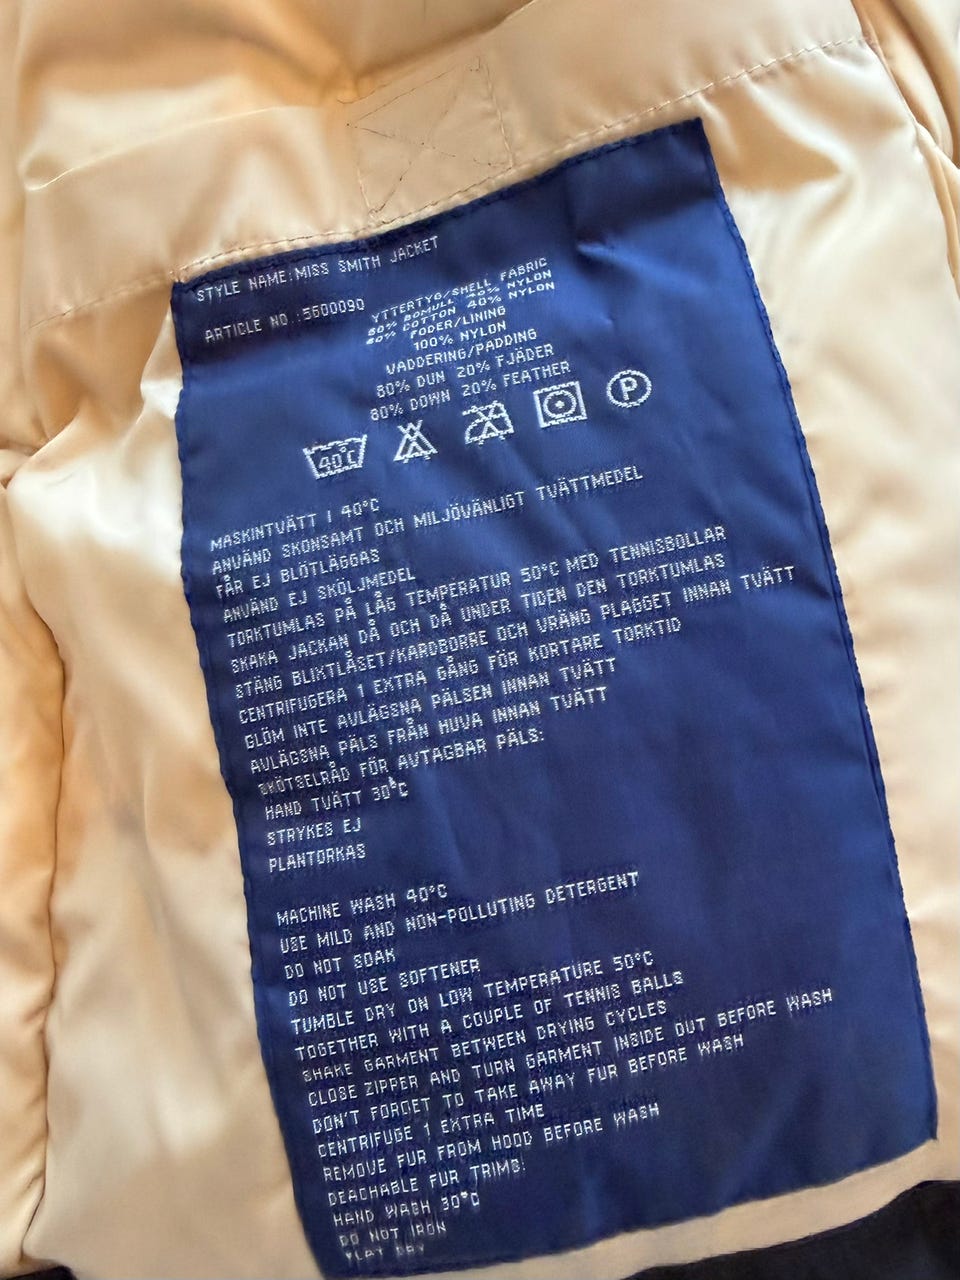 STYLE NAME:MISS SMITH JACKET
ARTICLE NO.:5600090
YTTERTYG/SHELL FABRIC
60% BOMULL 40% NYLON
60% COTTON 40% NYLON
FODER/LINING
100% NYLON
VADDERING/PADDING
80% DUN 20% FJÄDER
80% DOWN 20% FEATHER
40°C P
MASKINTVÄTT I 40°C
ANVÄND SKONSAMT OCH MILJÖVÄNLIGT TVÄTTMEDEL
FÅR EJ BLÖTLÄGGAS
ANVÄND EJ SKÖLJMEDEL
TORKTUMLAS PÅ LÅG TEMPERATUR 50°C MED TENNISBOLLAR
SKAKA JACKAN DÅ OCH DÅ UNDER TIDEN DEN TORKTUMLAS
STÄNG BLIXTLÅSET/KARDBORRE OCH VRÄNG PLAGGET INNAN TVÄTT
CENTRIFUGERA 1 EXTRA GÅNG FÖR KORTARE TORKTID
GLÖM INTE AVLÄGSNA PÄLSEN INNAN TVÄTT
AVLÄGSNA PÄLS FRÅN HUVA INNAN TVÄTT
SKÖTSELRÅD FÖR AVTAGBAR PÄLS:
HAND TVÄTT 30°C
STRYKES EJ
PLANTORKAS
MACHINE WASH 40°C
USE MILD AND NON-POLLUTING DETERGENT
DO NOT SOAK
DO NOT USE SOFTENER
TUMBLE DRY ON LOW TEMPERATURE 50°C
TOGETHER WITH A COUPLE OF TENNIS BALLS
SHAKE GARMENT BETWEEN DRYING CYCLES
CLOSE ZIPPER AND TURN GARMENT INSIDE OUT BEFORE WASH
DON'T FORGET TO TAKE AWAY FUR BEFORE WASH
CENTRIFUGE 1 EXTRA TIME
REMOVE FUR FROM HOOD BEFORE WASH
DEACHABLE FUR TRIMS:
HAND WASH 30°C
DO NOT IRON
FLAT DRY